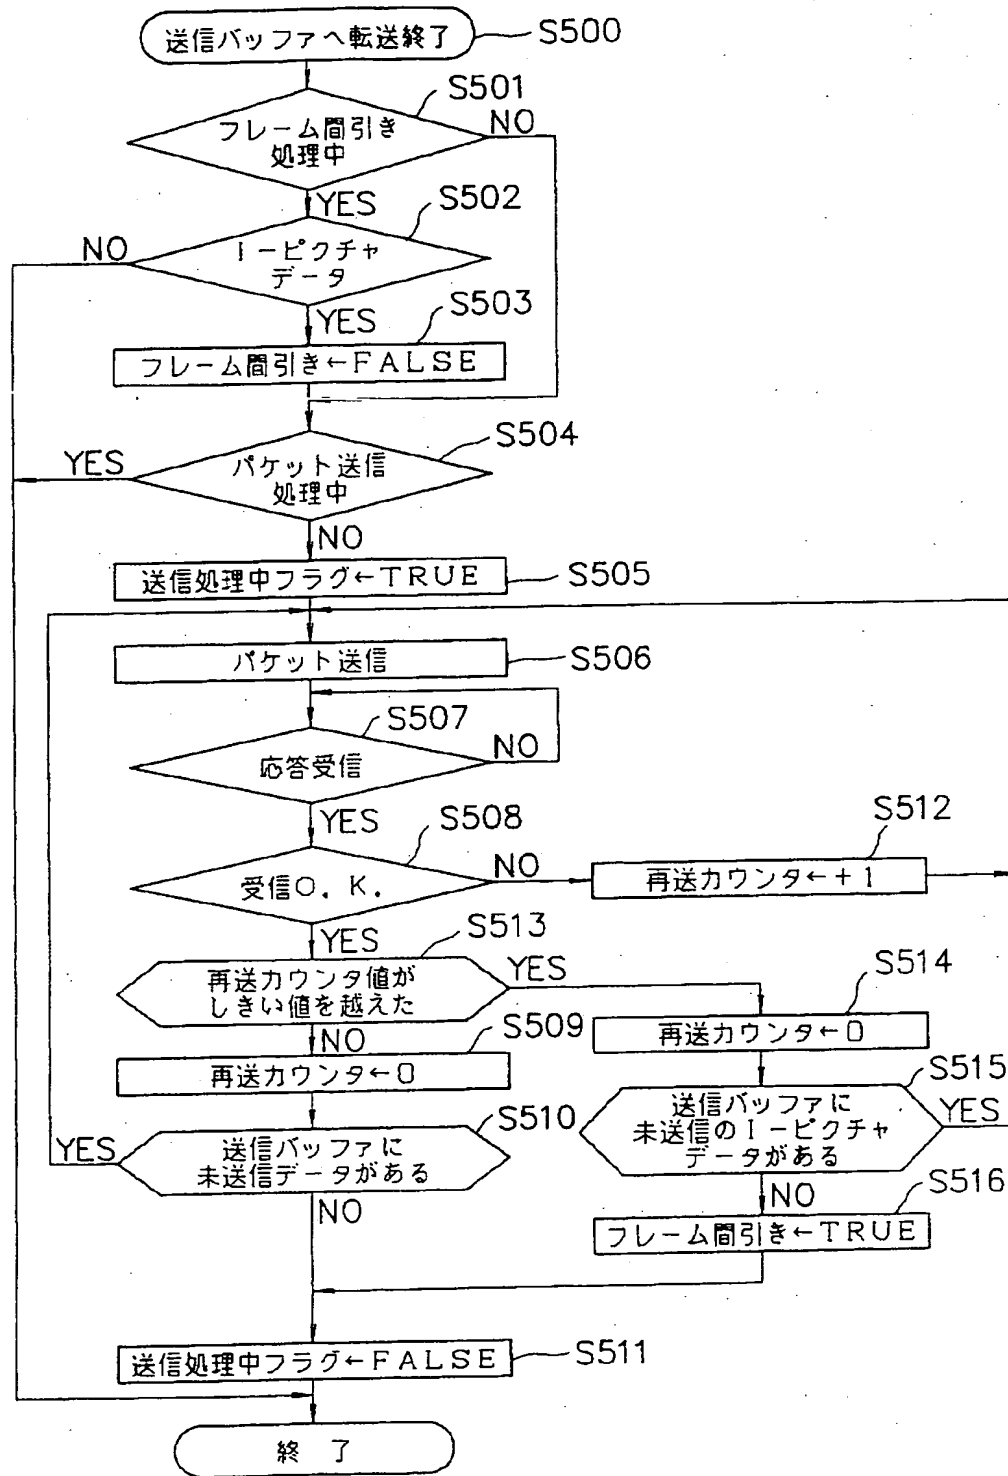 送信バッファへ転送終了
S500
S501
フレーム間引き
処理中
NO
YES
S502
NO
I-ピクチャ
データ
YES
S503
フレーム間引き←FALSE
S504
YES
パケット送信
処理中
NO
送信処理中フラグ←TRUE
S505
パケット送信
S506
S507
応答受信
NO
YES
S508
受信O.K.
NO
S512
再送カウンタ←+1
YES
S513
再送カウンタ値が
しきい値を越えた
YES
S514
再送カウンタ←0
NO
S509
再送カウンタ←0
S515
送信バッファに
未送信のI-ピクチャ
データがある
YES
S510
YES
送信バッファに
未送信データがある
NO
NO
S516
フレーム間引き←TRUE
送信処理中フラグ←FALSE
S511
終了